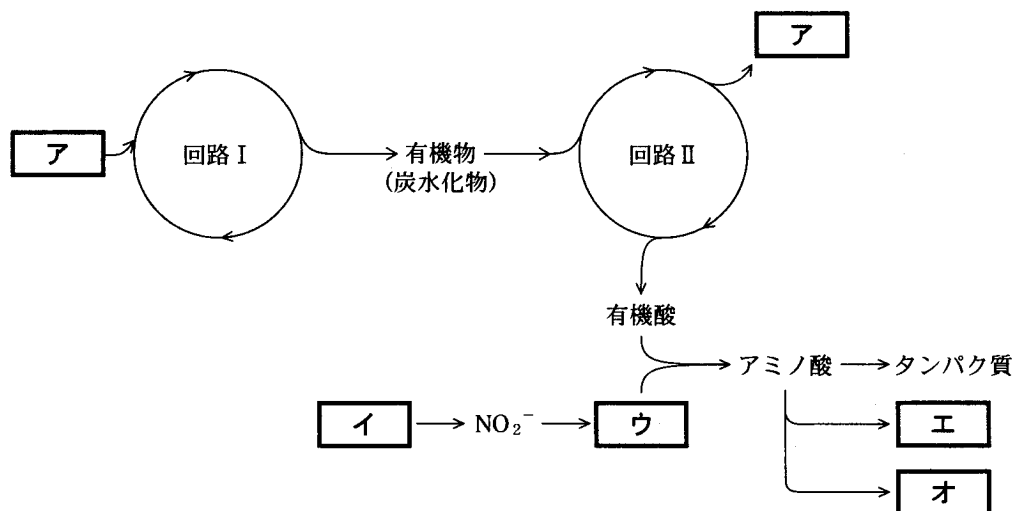 ア
ア
回路Ⅰ
有機物
(炭水化物)
回路Ⅱ
有機酸
アミノ酸
タンパク質
イ
NO₂⁻
ウ
エ
オ